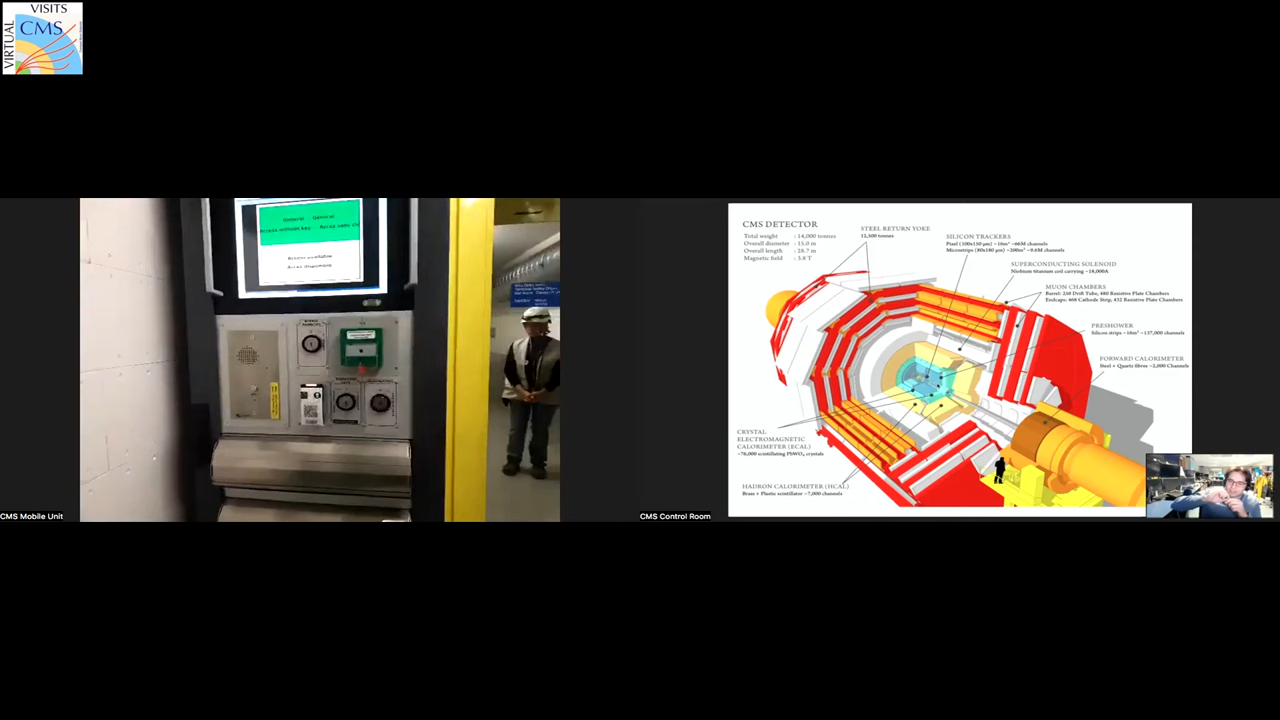 VISITS
CMS
VIRTUAL
General General
Access without key
CMS Mobile Unit
CMS DETECTOR
Total weight : 14,000 tonnes
Overall diameter : 15.0 m
Overall length : 28.7 m
Magnetic field : 3.8 T
STEEL RETURN YOKE
12,500 tonnes
SILICON TRACKERS
Pixel (100x150 μm) ~16m² ~66M channels
Microstrips (80x180 μm) ~200m² ~9.6M channels
SUPERCONDUCTING SOLENOID
Niobium titanium coil carrying ~18,000A
MUON CHAMBERS
Barrel: 250 Drift Tube, 480 Resistive Plate Chambers
Endcaps: 468 Cathode Strip, 432 Resistive Plate Chambers
PRESHOWER
Silicon strips ~16m² ~137,000 channels
FORWARD CALORIMETER
Steel + Quartz fibres ~2,000 Channels
CRYSTAL
ELECTROMAGNETIC
CALORIMETER (ECAL)
~76,000 scintillating PbWO₄ crystals
HADRON CALORIMETER (HCAL)
Brass + Plastic scintillator ~7,000 channels
CMS Control Room